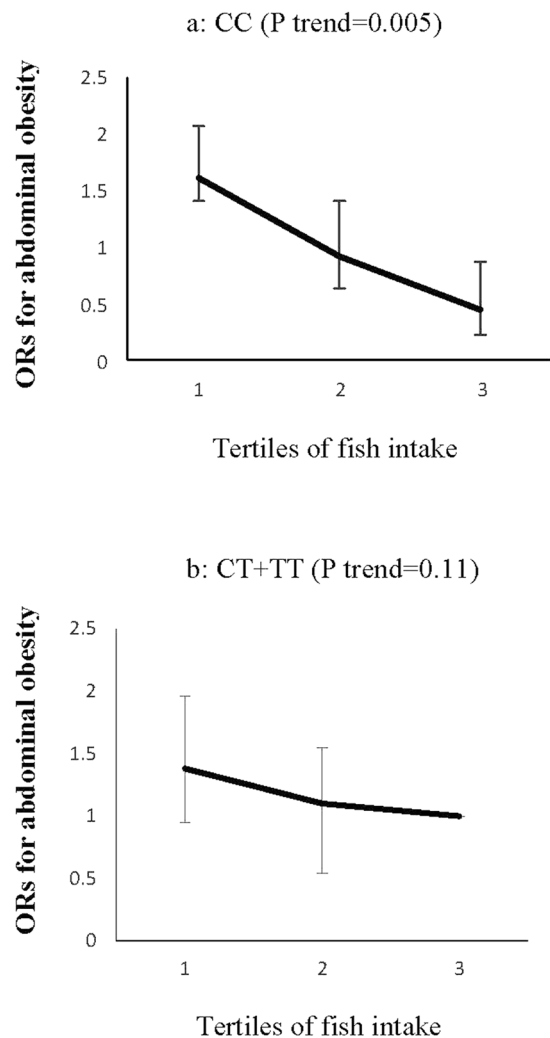 a: CC (P trend=0.005)
ORs for abdominal obesity
2.5
2
1.5
1
0.5
0
1 2 3
Tertiles of fish intake
b: CT+TT (P trend=0.11)
ORs for abdominal obesity
2.5
2
1.5
1
0.5
0
1 2 3
Tertiles of fish intake